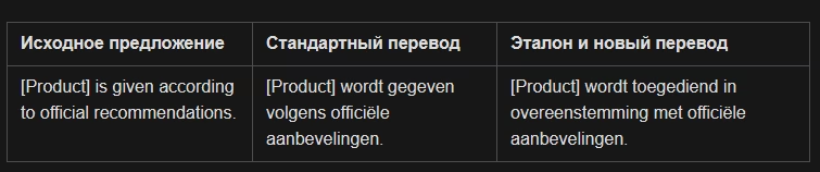 Исходное предложение
Стандартный перевод
Эталон и новый перевод
[Product] is given according
to official recommendations.
[Product] wordt gegeven
volgens officiële
aanbevelingen.
[Product] wordt toegediend in
overeenstemming met officiële
aanbevelingen.